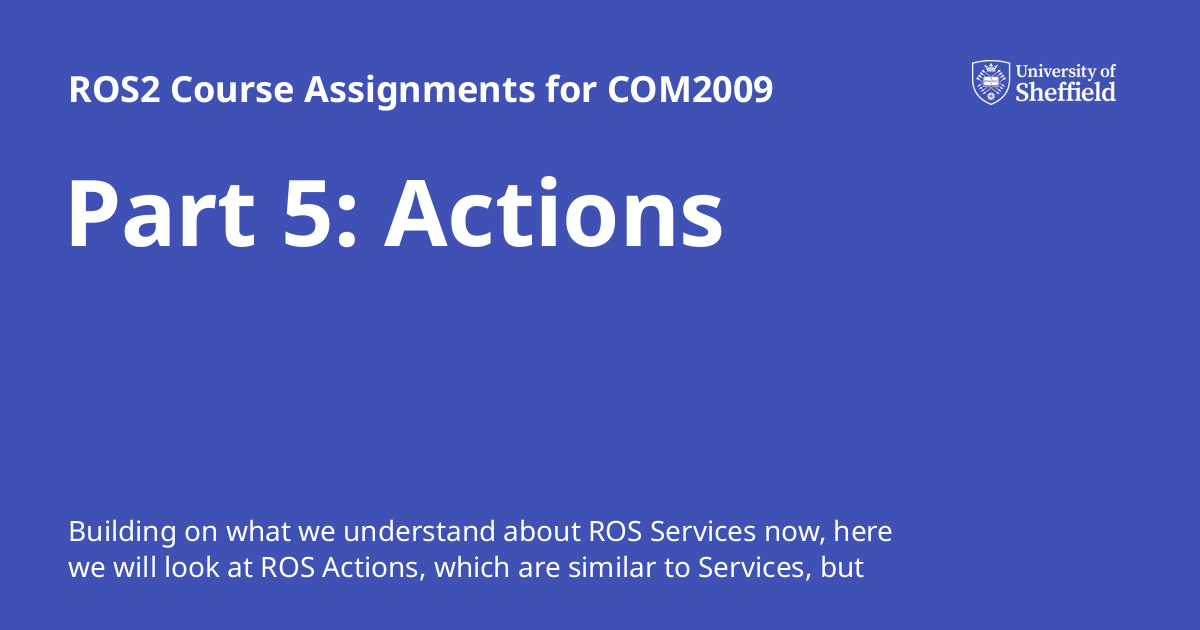 ROS2 Course Assignments for COM2009
University of
Sheffield
Part 5: Actions
Building on what we understand about ROS Services now, here
we will look at ROS Actions, which are similar to Services, but